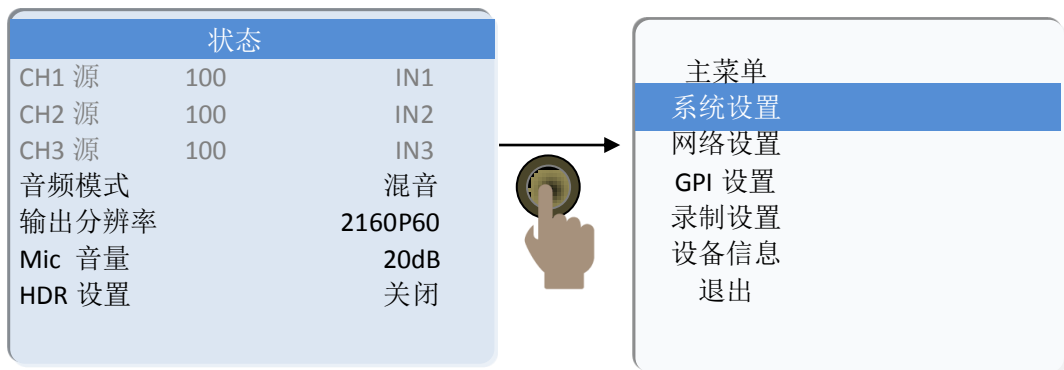 状态
CH1 源 100 IN1
CH2 源 100 IN2
CH3 源 100 IN3
音频模式 混音
输出分辨率 2160P60
Mic 音量 20dB
HDR 设置 关闭
主菜单
系统设置
网络设置
GPI 设置
录制设置
设备信息
退出